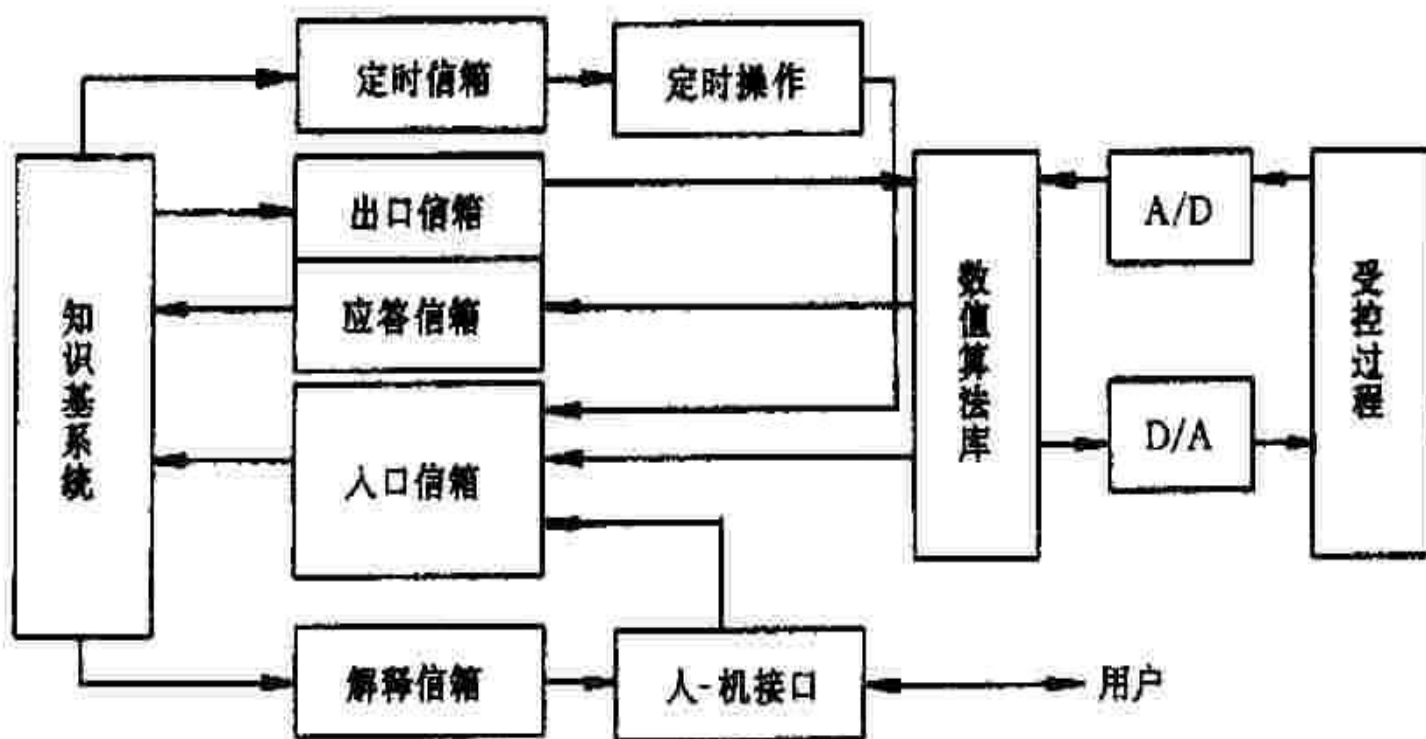 定时信箱
定时操作
出口信箱
应答信箱
入口信箱
解释信箱
人-机接口
用户
知识基系统
数值算法库
A/D
D/A
受控过程